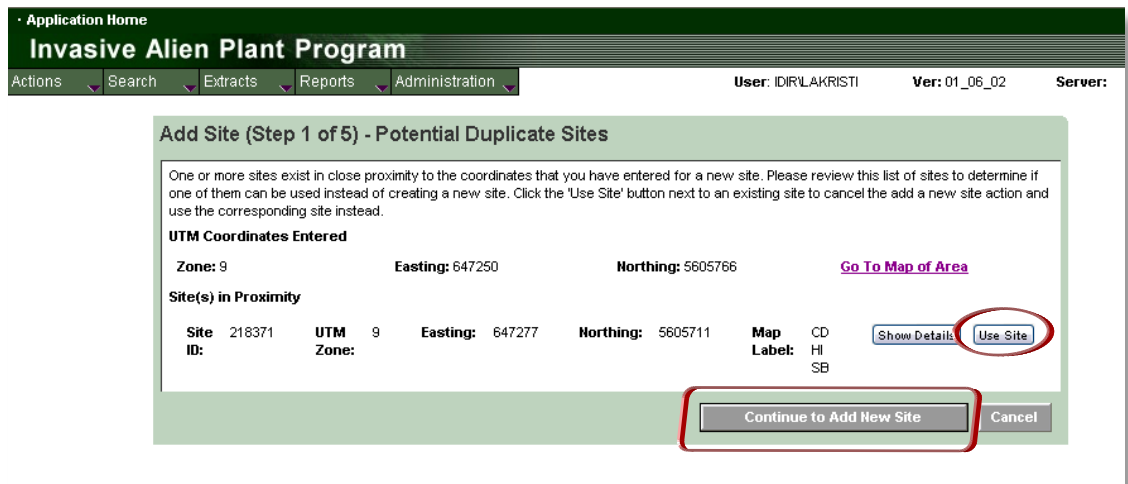 · Application Home
Invasive Alien Plant Program
Actions Search Extracts Reports Administration User: IDIR\LAKRISTI Ver: 01_06_02 Server:
Add Site (Step 1 of 5) - Potential Duplicate Sites
One or more sites exist in close proximity to the coordinates that you have entered for a new site. Please review this list of sites to determine if
one of them can be used instead of creating a new site. Click the 'Use Site' button next to an existing site to cancel the add a new site action and
use the corresponding site instead.
UTM Coordinates Entered
Zone: 9 Easting: 647250 Northing: 5605766 Go To Map of Area
Site(s) in Proximity
Site 218371 UTM 9 Easting: 647277 Northing: 5605711 Map CD Show Details Use Site
ID: Zone: Label: HI
SB
Continue to Add New Site Cancel